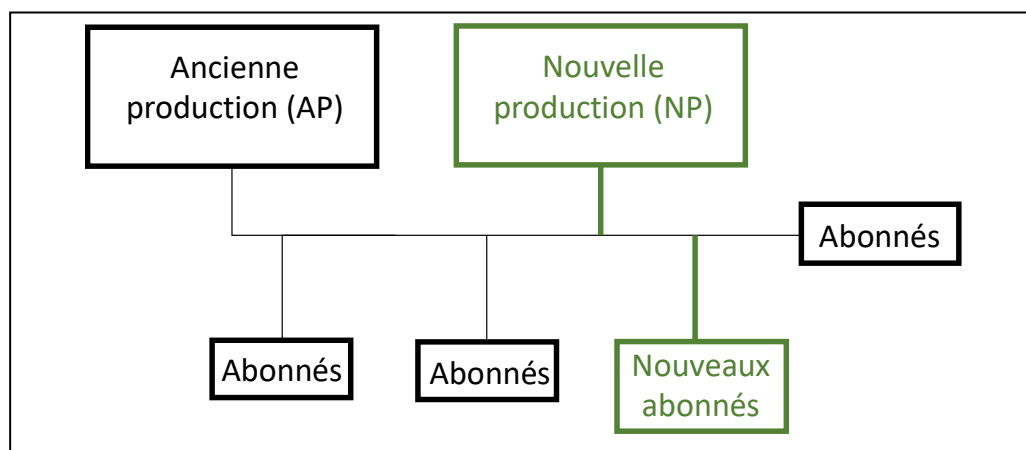 Ancienne
production (AP)
Nouvelle
production (NP)
Abonnés
Abonnés
Abonnés
Nouveaux
abonnés